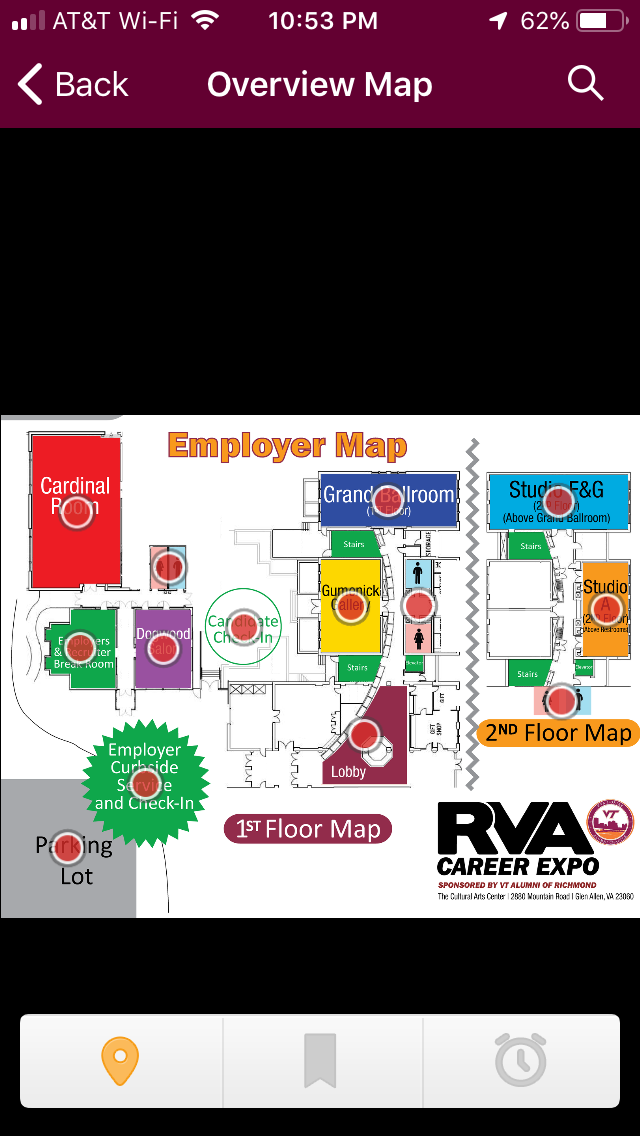 AT&T Wi-Fi 10:53 PM 62%
Back Overview Map
Employer Map
Cardinal
Room
Grand Ballroom
(1st Floor)
Studio F&G
(2nd Floor)
(Above Grand Ballroom)
Stairs
Stairs
STORAGE
Gumenick
Gallery
Studio
A
(2nd Floor)
(Above Restrooms)
Candidate
Check-In
Employers
& Recruiter
Break Room
Dogwood
Salon
Stairs
Elevator
Stairs
Elevator
GIFT
GIFT
SHOP
Lobby
2ND Floor Map
Employer
Curbside
Service
and Check-In
1ST Floor Map
Parking
Lot
RVA
VT
CAREER EXPO
SPONSORED BY VT ALUMNI OF RICHMOND
The Cultural Arts Center | 2880 Mountain Road | Glen Allen, VA 23060